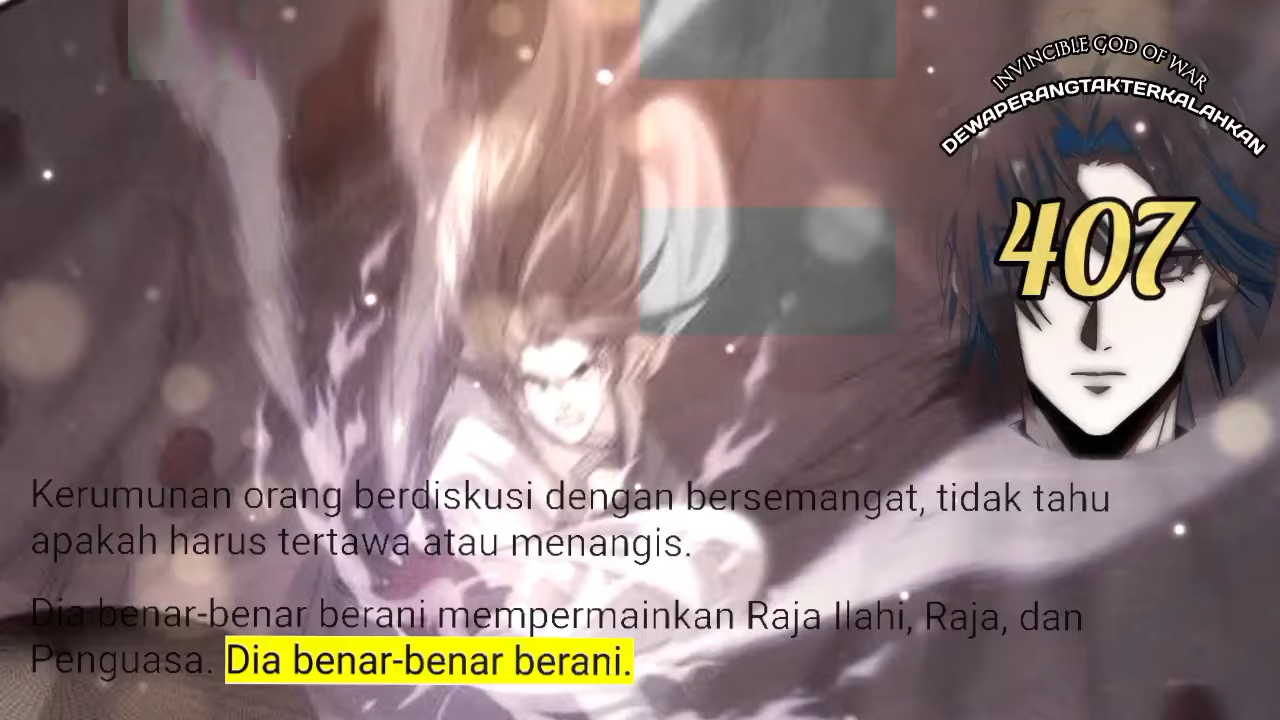 INVINCIBLE GOD OF WAR
DEWAPERANGTAKTERKALAHKAN
407
Kerumunan orang berdiskusi dengan bersemangat, tidak tahu
apakah harus tertawa atau menangis.
Dia benar-benar berani mempermainkan Raja Ilahi, Raja, dan
Penguasa. Dia benar-benar berani.